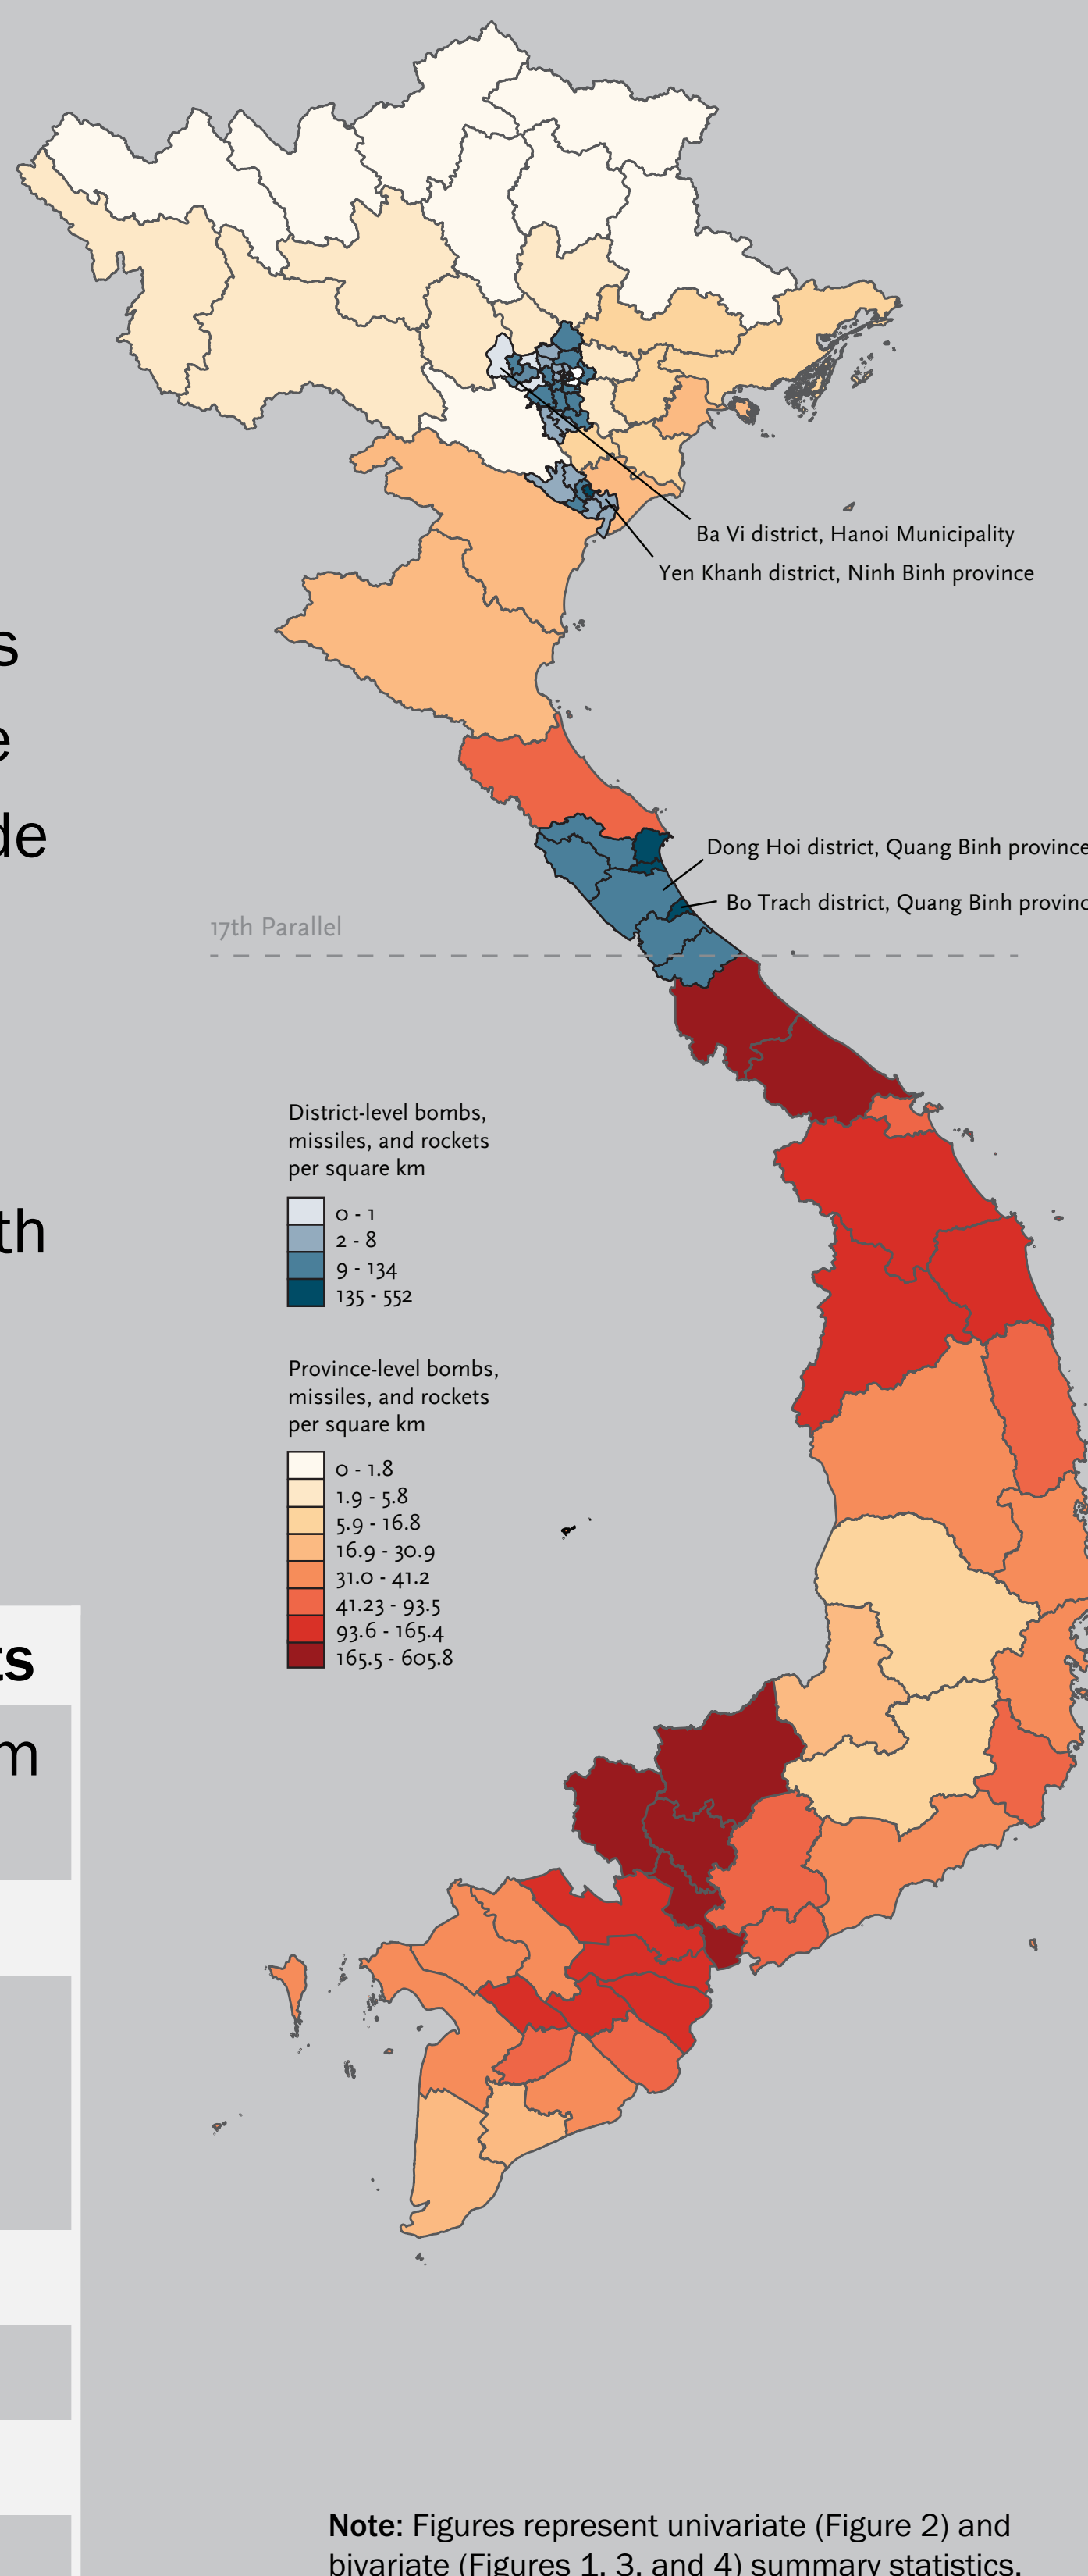 Ba Vi district, Hanoi Municipality
Yen Khanh district, Ninh Binh province
s
e
de
Dong Hoi district, Quang Binh province
Bo Trach district, Quang Binh provinc
17th Parallel
District-level bombs,
missiles, and rockets
per square km
0 - 1
2 - 8
9 - 134
135 - 552
th
Province-level bombs,
missiles, and rockets
per square km
0 - 1.8
1.9 - 5.8
5.9 - 16.8
16.9 - 30.9
31.0 - 41.2
41.23 - 93.5
93.6 - 165.4
165.5 - 605.8
ts
m
Note: Figures represent univariate (Figure 2) and
bivariate (Figures 1, 3, and 4) summary statistics.